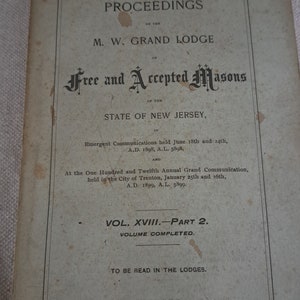 PROCEEDINGS
OF THE
M. W. GRAND LODGE
OF
Free and Accepted Masons
OF THE
STATE OF NEW JERSEY,
IN
Emergent Communications held June 18th and 24th,
A.D. 1898, A.L. 5898,
AND
At the One Hundred and Twelfth Annual Grand Communication,
held in the City of Trenton, January 25th and 26th,
A.D. 1899, A.L. 5899.
VOL. XVIII.—PART 2.
VOLUME COMPLETED.
TO BE READ IN THE LODGES.